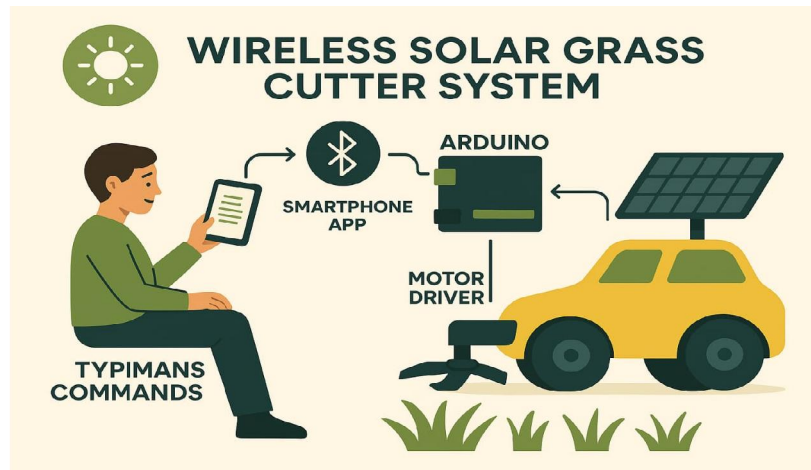 WIRELESS SOLAR GRASS
CUTTER SYSTEM
ARDUINO
SMARTPHONE
APP
MOTOR
DRIVER
TYPIMANS
COMMANDS